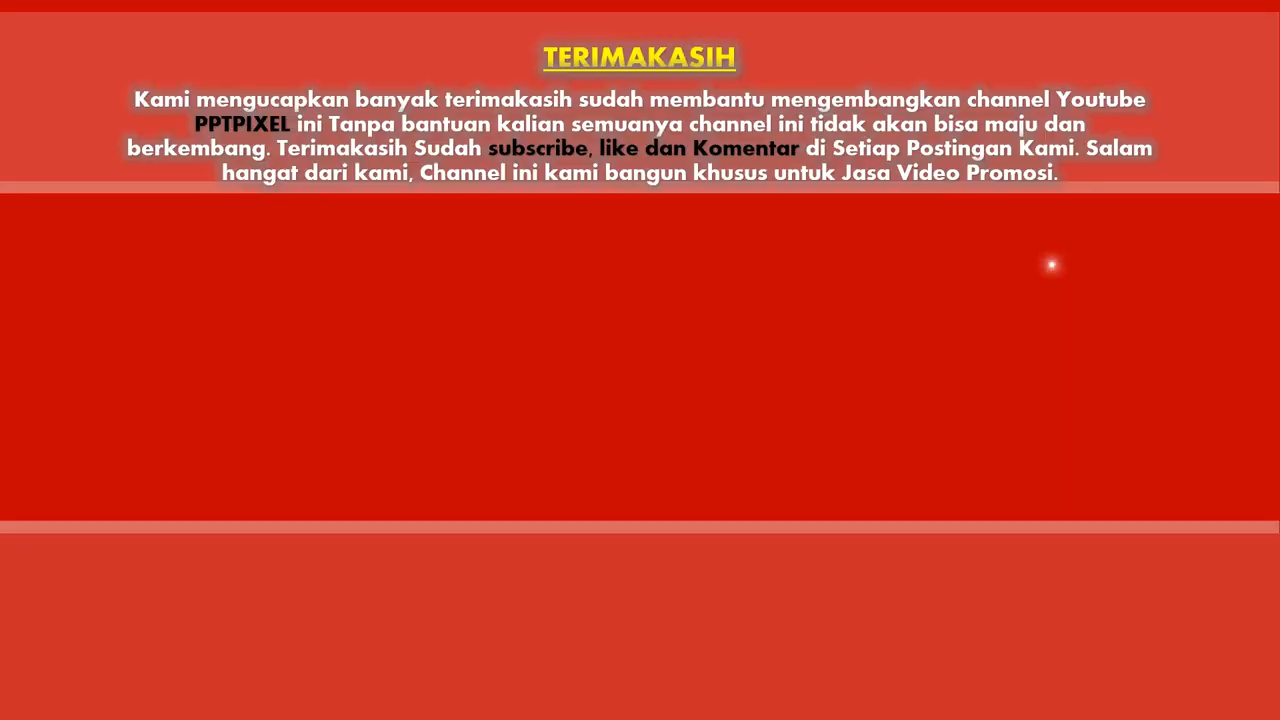 TERIMAKASIH
Kami mengucapkan banyak terimakasih sudah membantu mengembangkan channel Youtube
PPTPIXEL ini Tanpa bantuan kalian semuanya channel ini tidak akan bisa maju dan
berkembang. Terimakasih Sudah subscribe, like dan Komentar di Setiap Postingan Kami. Salam
hangat dari kami, Channel ini kami bangun khusus untuk Jasa Video Promosi.